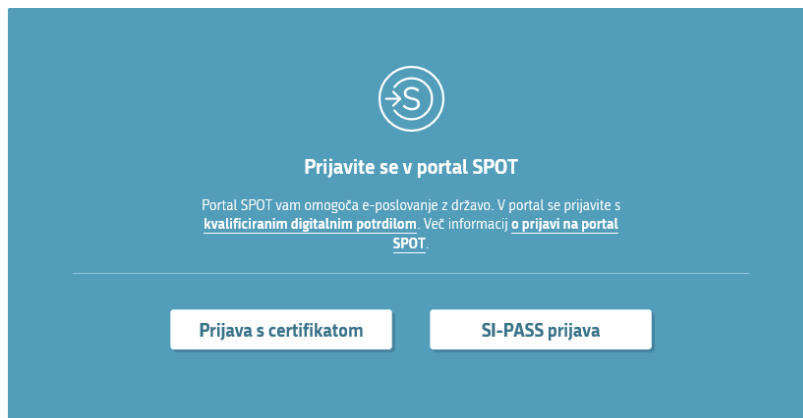 S
Prijavite se v portal SPOT
Portal SPOT vam omogoča e-poslovanje z državo. V portal se prijavite s
kvalificiranim digitalnim potrdilom. Več informacij o prijavi na portal
SPOT.
Prijava s certifikatom
SI-PASS prijava